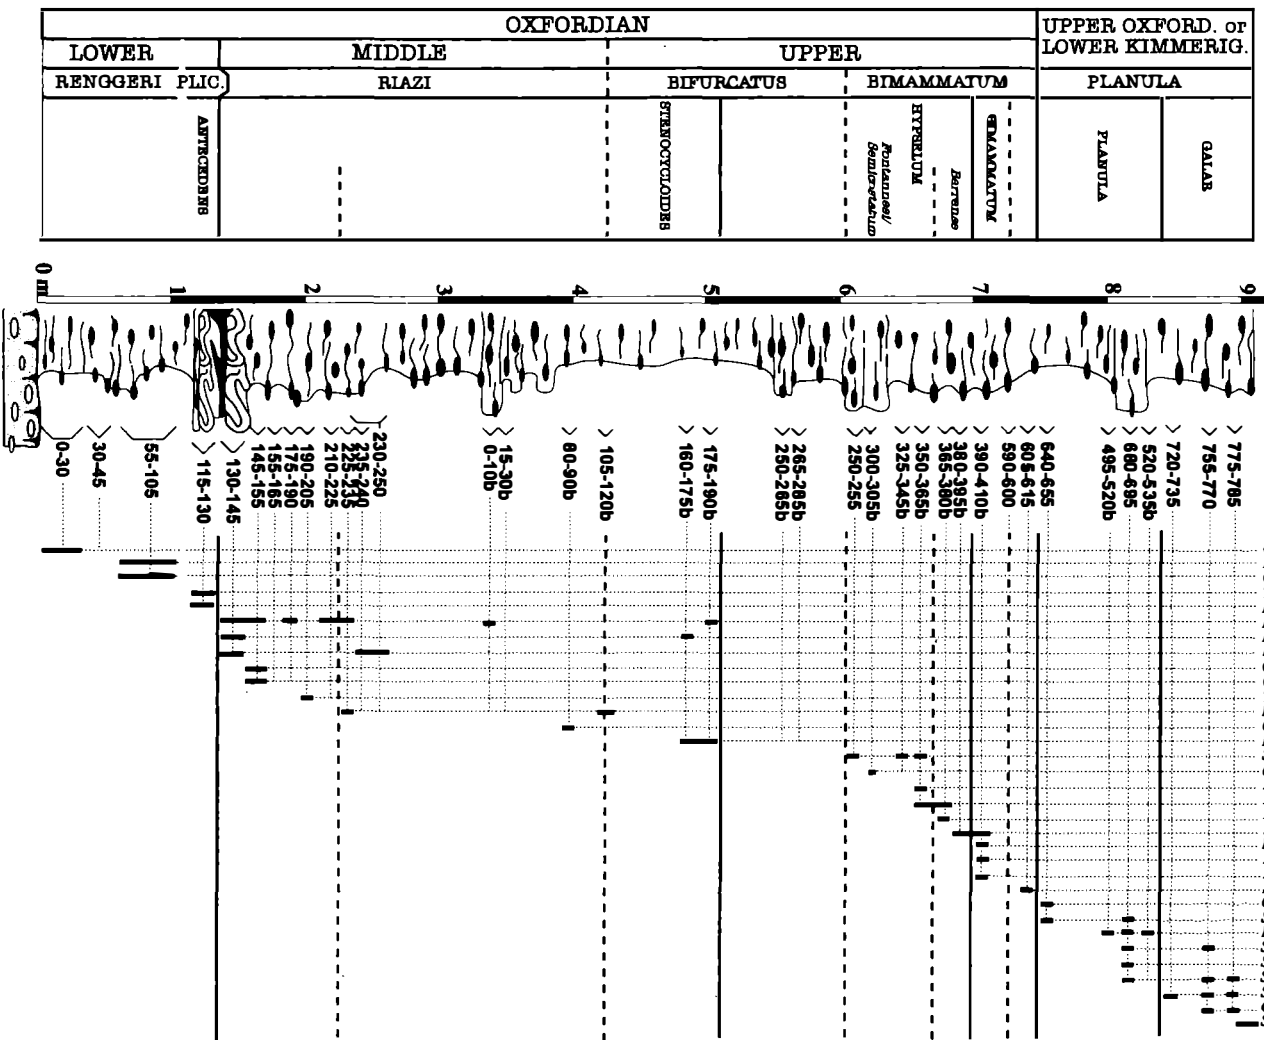 OXFORDIAN
UPPER OXFORD. or
LOWER KIMMERIG.
LOWER
MIDDLE
UPPER
RENGGERI
PLIC.
RIAZI
BIFURCATUS
BIMAMMATUM
PLANULA
ANTECEDENS
STENOCYCLOIDES
Fontannesi/
Semicostatum
HYPSELUM
Berrense
BIMAMMATUM
PLANULA
GALAR
0 m
1
2
3
4
5
6
7
8
9
0-30
30-45
55-105
115-130
130-145
145-155
155-165
175-190
190-205
210-225
225-235
235-240
230-250
0-10b
15-30b
80-90b
105-120b
160-175b
175-190b
250-265b
265-285b
250-255
300-305b
325-345b
350-365b
365-380b
380-395b
390-410b
590-600
605-615
640-655
495-520b
680-695
520-535b
720-735
755-770
775-785